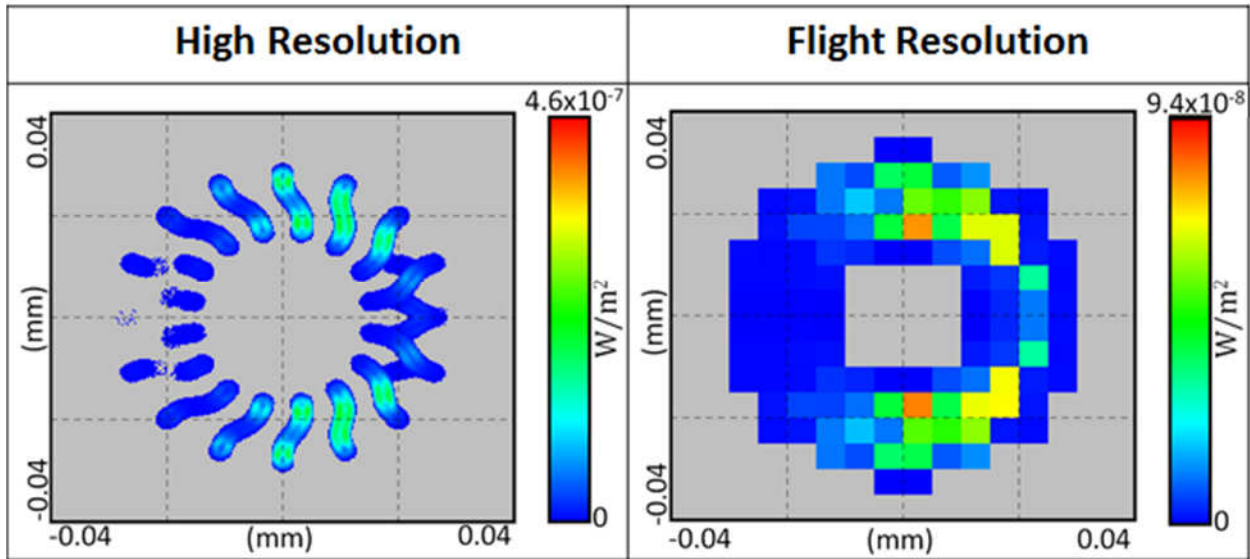 High Resolution
Flight Resolution
4.6x10⁻⁷
9.4x10⁻⁸
0.04
0.04
(mm)
(mm)
W/m²
W/m²
-0.04
-0.04
0
0
-0.04 (mm) 0.04
-0.04 (mm) 0.04